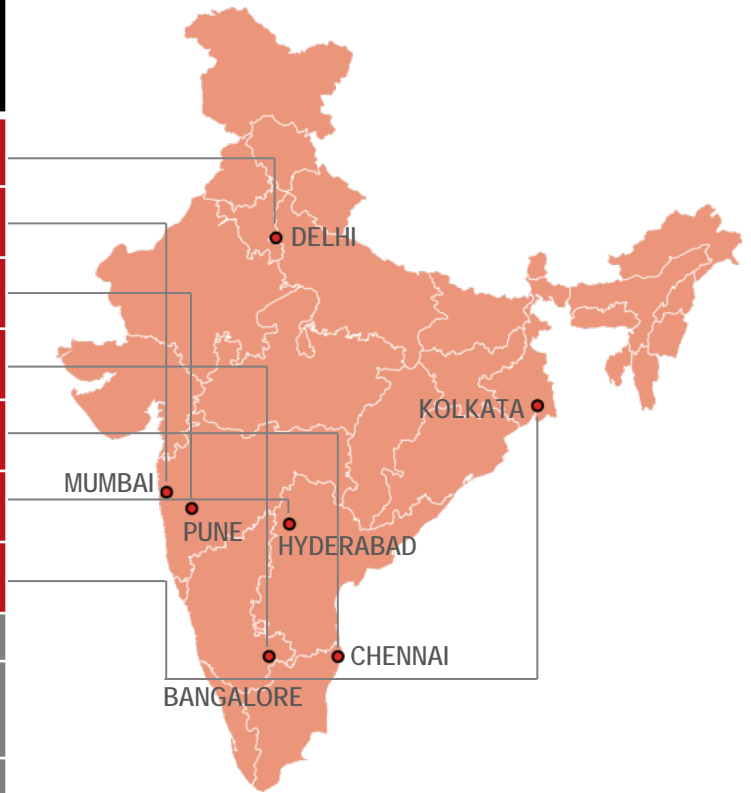 DELHI
KOLKATA
MUMBAI
PUNE
HYDERABAD
CHENNAI
BANGALORE